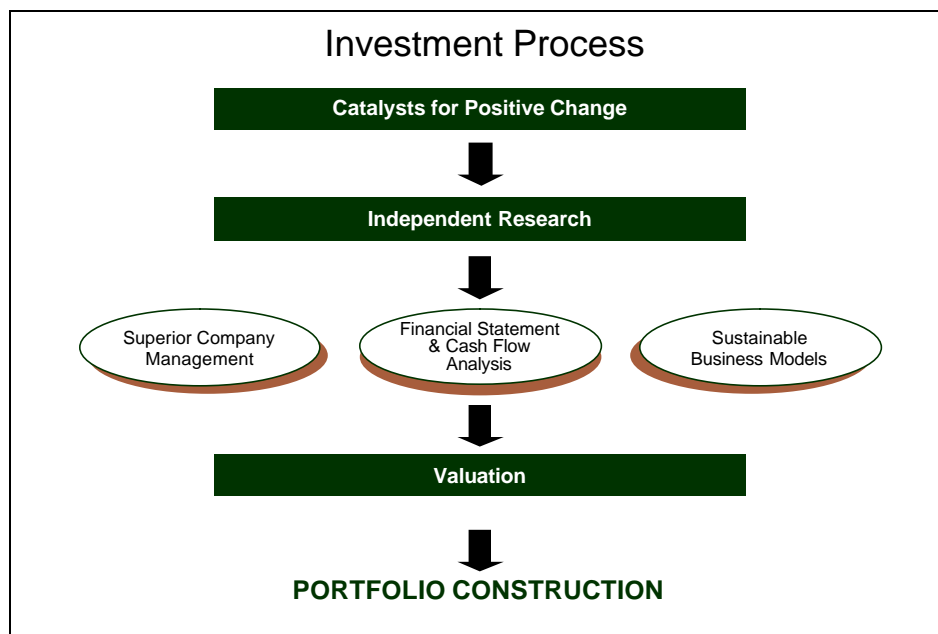 Investment Process
Catalysts for Positive Change
Independent Research
Superior Company
Management
Financial Statement
& Cash Flow
Analysis
Sustainable
Business Models
Valuation
PORTFOLIO CONSTRUCTION